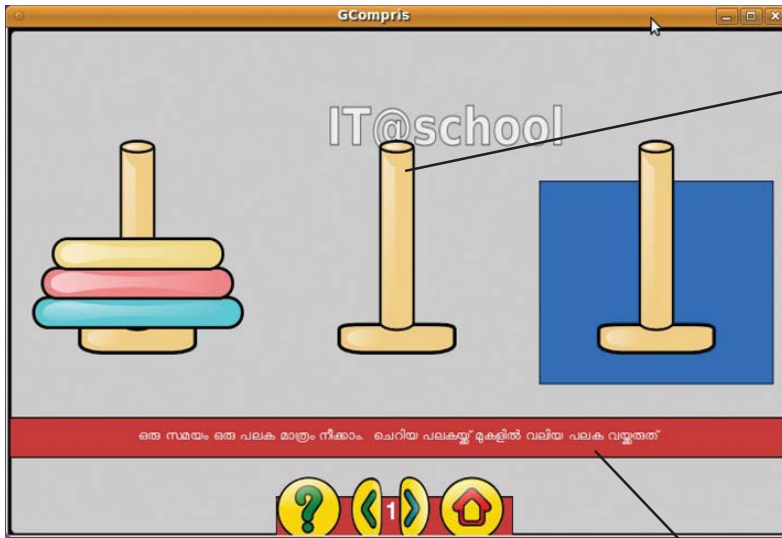 GCompris
IT@school
ഒരു സമയം ഒരു പലക മാത്രം നീക്കാം. ചെറിയ പലകയ്ക്ക് മുകളിൽ വലിയ പലക വയ്ക്കരുത്
1